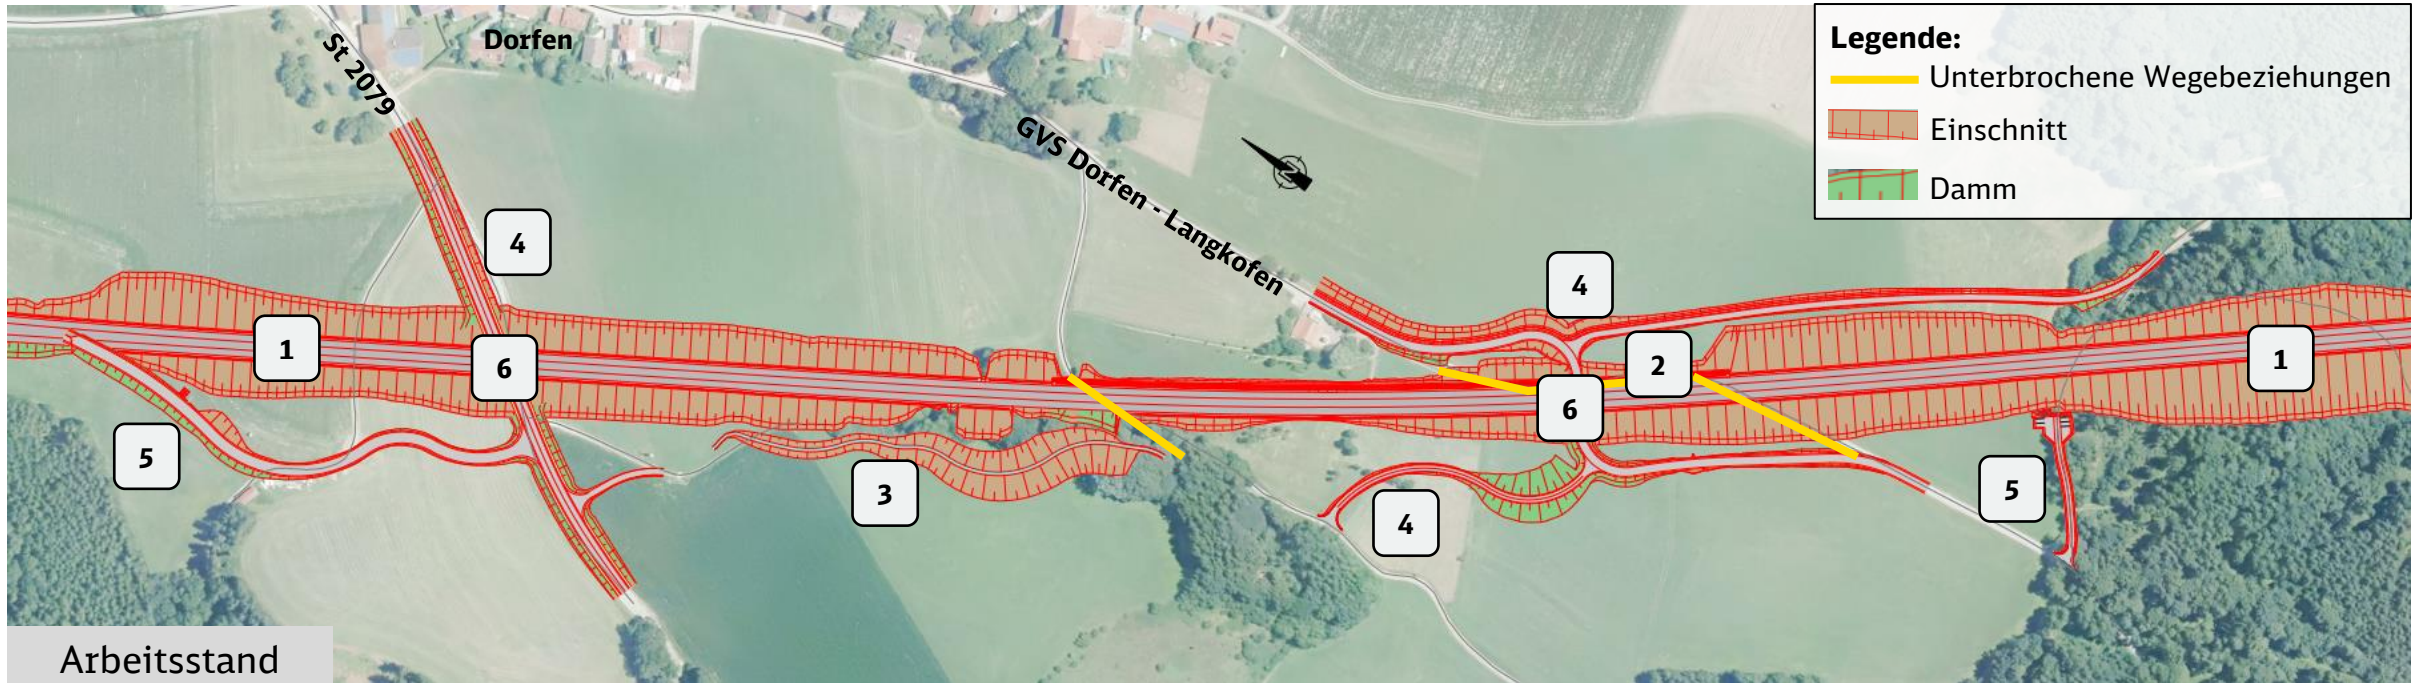 St 2079
Dorfen
GVS Dorfen - Langkofen
Legende:
Unterbrochene Wegebeziehungen
Einschnitt
Damm
4
4
1
6
2
1
6
5
3
4
5
N
Arbeitsstand